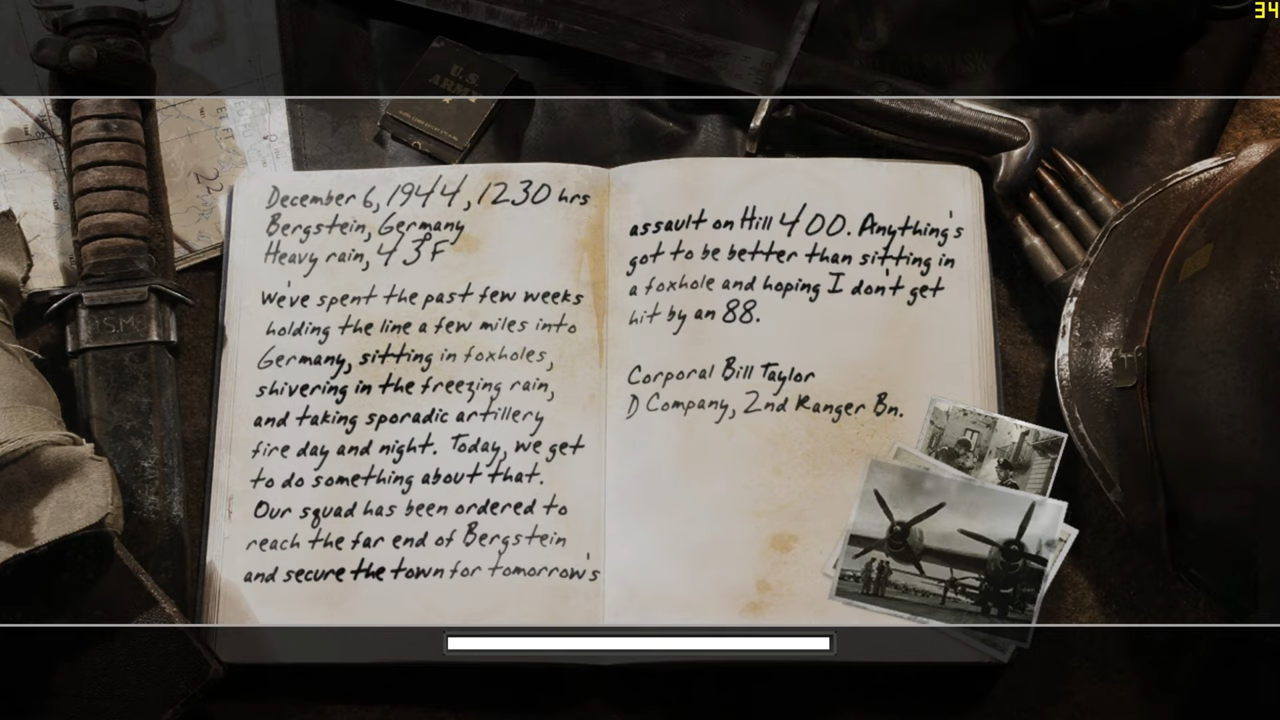 34
U.S.
ARMY
22
December 6, 1944, 1230 hrs
Bergstein, Germany
Heavy rain, 43°F
We've spent the past few weeks
holding the line a few miles into
Germany, sitting in foxholes,
shivering in the freezing rain,
and taking sporadic artillery
fire day and night. Today, we get
to do something about that.
Our squad has been ordered to
reach the far end of Bergstein
and secure the town for tomorrow's
assault on Hill 400. Anything's
got to be better than sitting in
a foxhole and hoping I don't get
hit by an 88.
Corporal Bill Taylor
D Company, 2nd Ranger Bn.